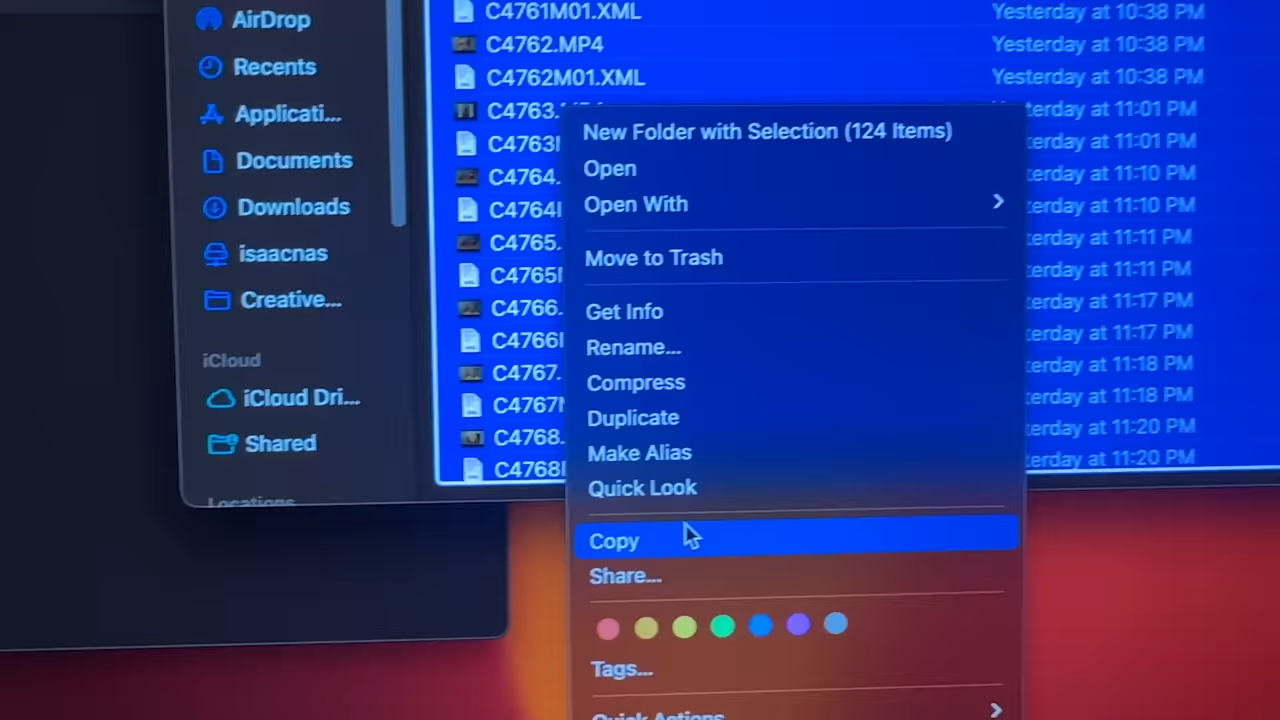 AirDrop
Recents
Applicati...
Documents
Downloads
isaacnas
Creative...
iCloud
iCloud Dri...
Shared
Locations
C4761M01.XML Yesterday at 10:38 PM
C4762.MP4 Yesterday at 10:38 PM
C4762M01.XML Yesterday at 10:38 PM
C4763.MP4 Yesterday at 11:01 PM
C4763 terday at 11:01 PM
C4764. terday at 11:10 PM
C4764 terday at 11:10 PM
C4765. terday at 11:11 PM
C4765 terday at 11:11 PM
C4766. terday at 11:17 PM
C4766 terday at 11:17 PM
C4767. terday at 11:18 PM
C4767 terday at 11:18 PM
C4768. terday at 11:20 PM
C4768 terday at 11:20 PM
New Folder with Selection (124 Items)
Open
Open With
Move to Trash
Get Info
Rename...
Compress
Duplicate
Make Alias
Quick Look
Copy
Share...
Tags...
Quick Actions